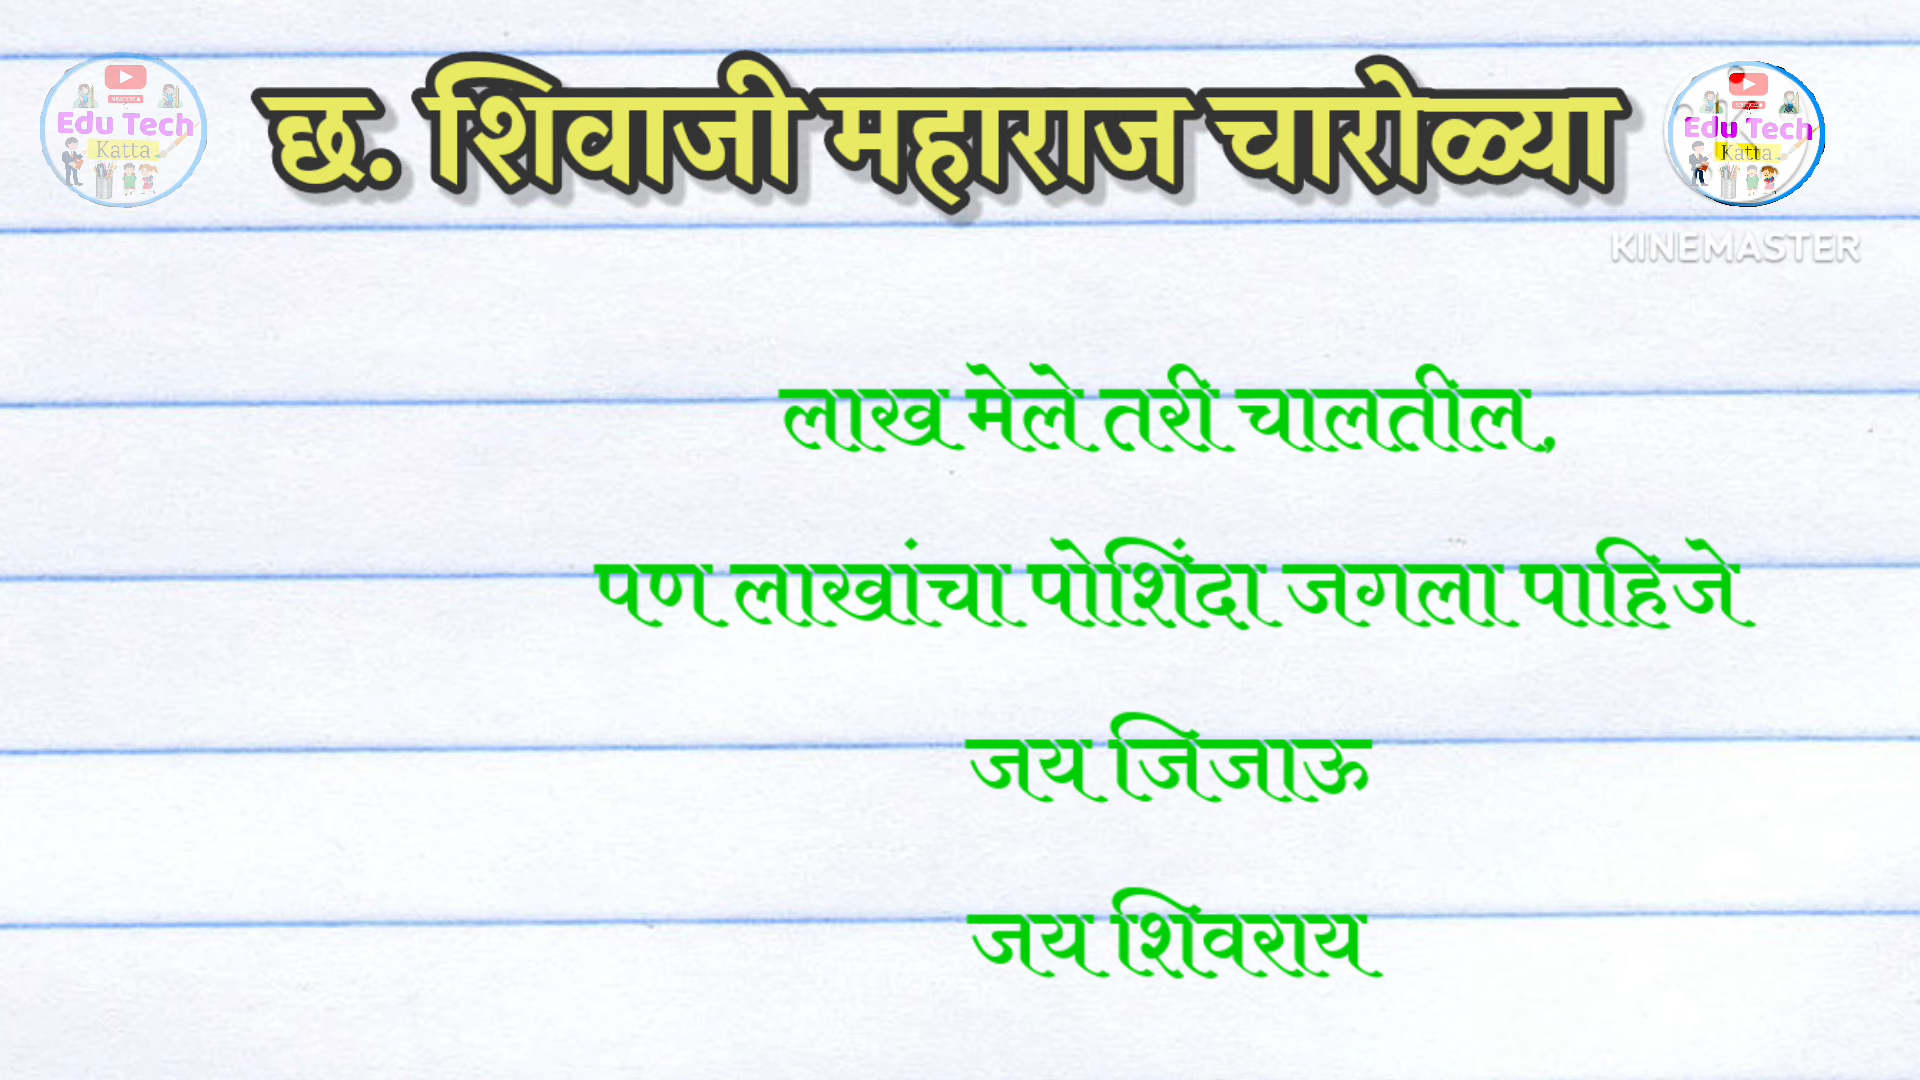 छ. शिवाजी महाराज चारोळ्या
Edu Tech
Katta
Edu Tech
Katta
KINEMASTER
लाख मेले तरी चालतील,
पण लाखांचा पोशिंदा जगला पाहिजे
जय जिजाऊ
जय शिवराय